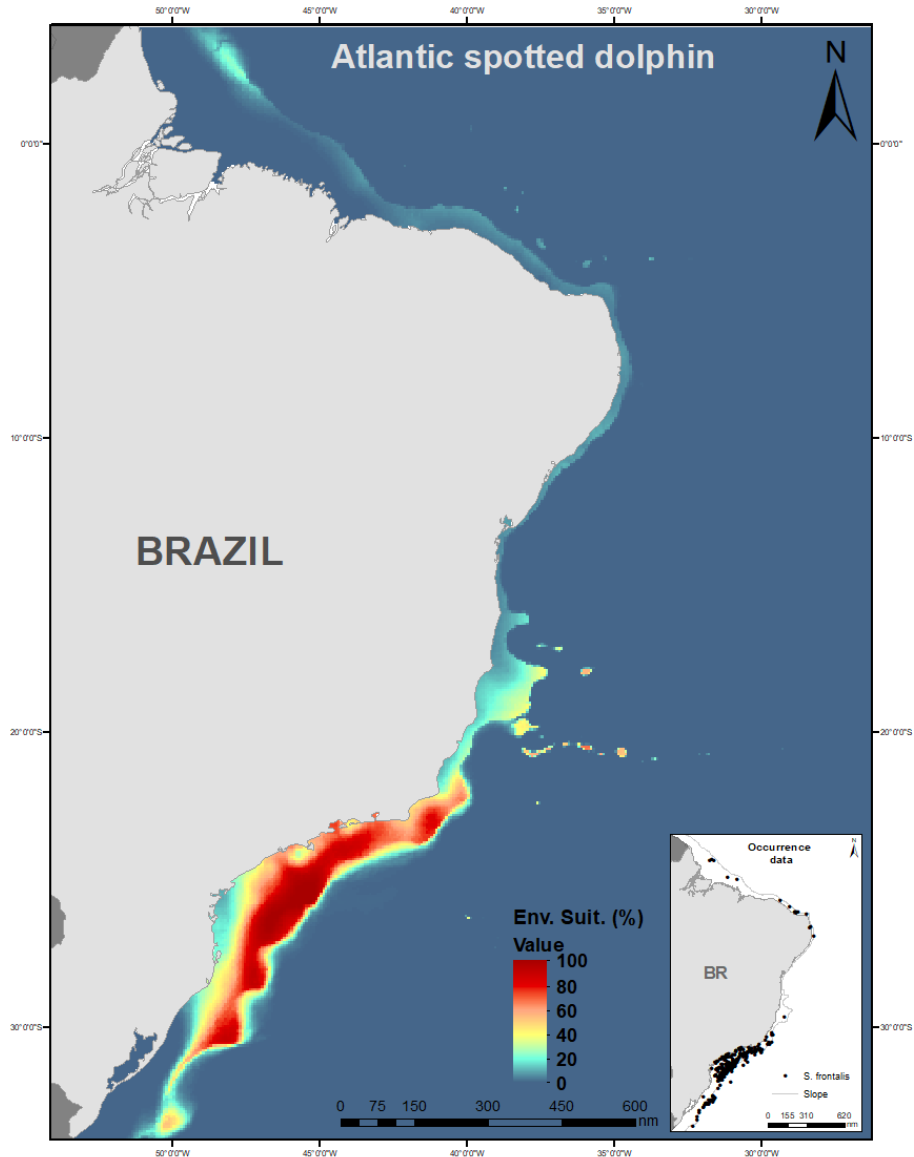 50°0'0"W 45°0'0"W 40°0'0"W 35°0'0"W 30°0'0"W
Atlantic spotted dolphin
N
0°0'0" 0°0'0"
10°0'0"S 10°0'0"S
BRAZIL
20°0'0"S 20°0'0"S
30°0'0"S 30°0'0"S
Env. Suit. (%)
Value
100
80
60
40
20
0
0 75 150 300 450 600
nm
Occurrence
data
N
BR
S. frontalis
Slope
0 155 310 620
nm
50°0'0"W 45°0'0"W 40°0'0"W 35°0'0"W 30°0'0"W